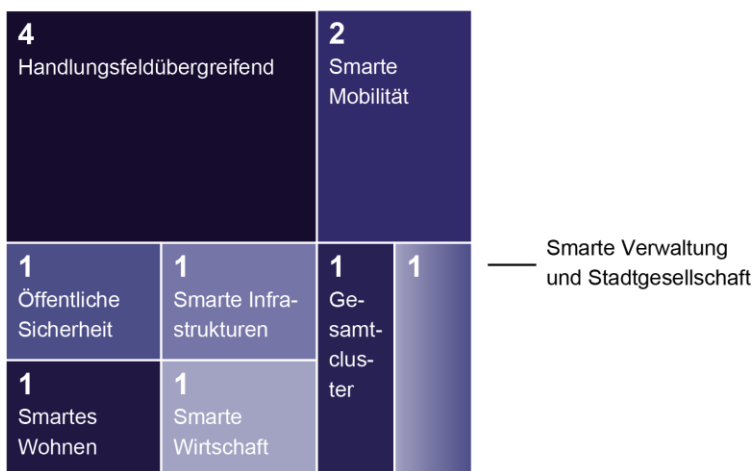 4
Handlungsfeldübergreifend
2
Smarte
Mobilität
1
Öffentliche
Sicherheit
1
Smarte Infra-
strukturen
1
Ge-
samt-
clus-
ter
1
Smarte Verwaltung
und Stadtgesellschaft
1
Smartes
Wohnen
1
Smarte
Wirtschaft